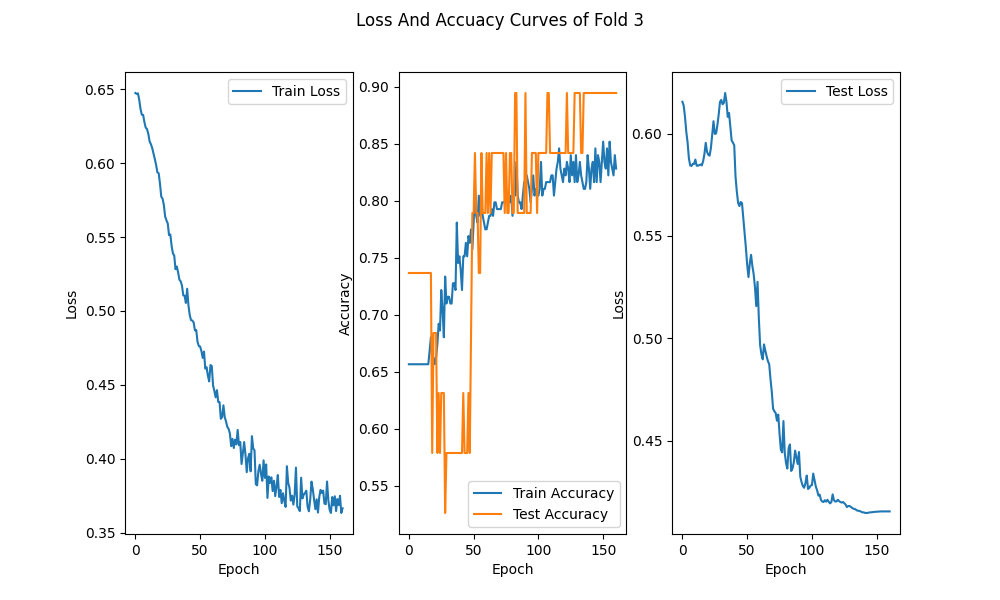 Loss And Accuacy Curves of Fold 3
Train Loss
0.65
0.60
0.55
0.50
0.45
0.40
0.35
Loss
0 50 100 150
Epoch
0.90
0.85
0.80
0.75
0.70
0.65
0.60
0.55
Accuracy
Train Accuracy
Test Accuracy
0 50 100 150
Epoch
Test Loss
0.60
0.55
0.50
0.45
Loss
0 50 100 150
Epoch